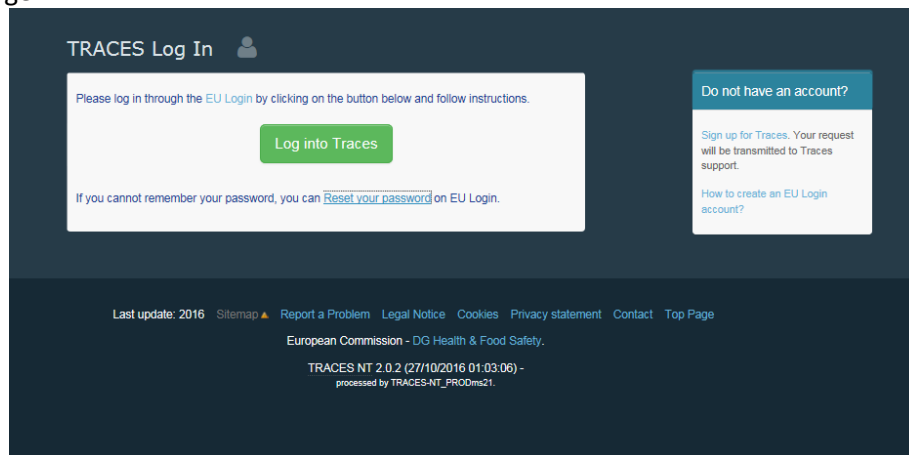 TRACES Log In
Please log in through the EU Login by clicking on the button below and follow instructions.
Log into Traces
If you cannot remember your password, you can Reset your password on EU Login.
Do not have an account?
Sign up for Traces. Your request
will be transmitted to Traces
support.
How to create an EU Login
account?
Last update: 2016 Sitemap Report a Problem Legal Notice Cookies Privacy statement Contact Top Page
European Commission - DG Health & Food Safety.
TRACES NT 2.0.2 (27/10/2016 01:03:06) -
processed by TRACES-NT_PRODms21.